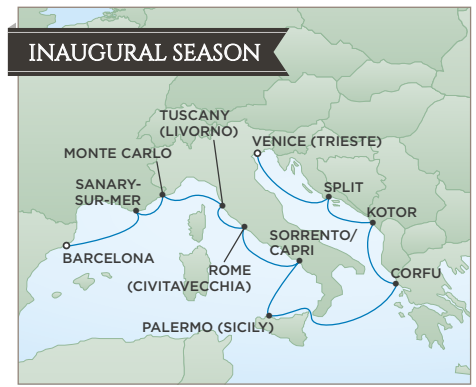 INAUGURAL SEASON
TUSCANY
(LIVORNO)
VENICE (TRIESTE)
MONTE CARLO
SANARY-
SUR-MER
SPLIT
KOTOR
SORRENTO/
CAPRI
BARCELONA
ROME
(CIVITAVECCHIA)
CORFU
PALERMO (SICILY)